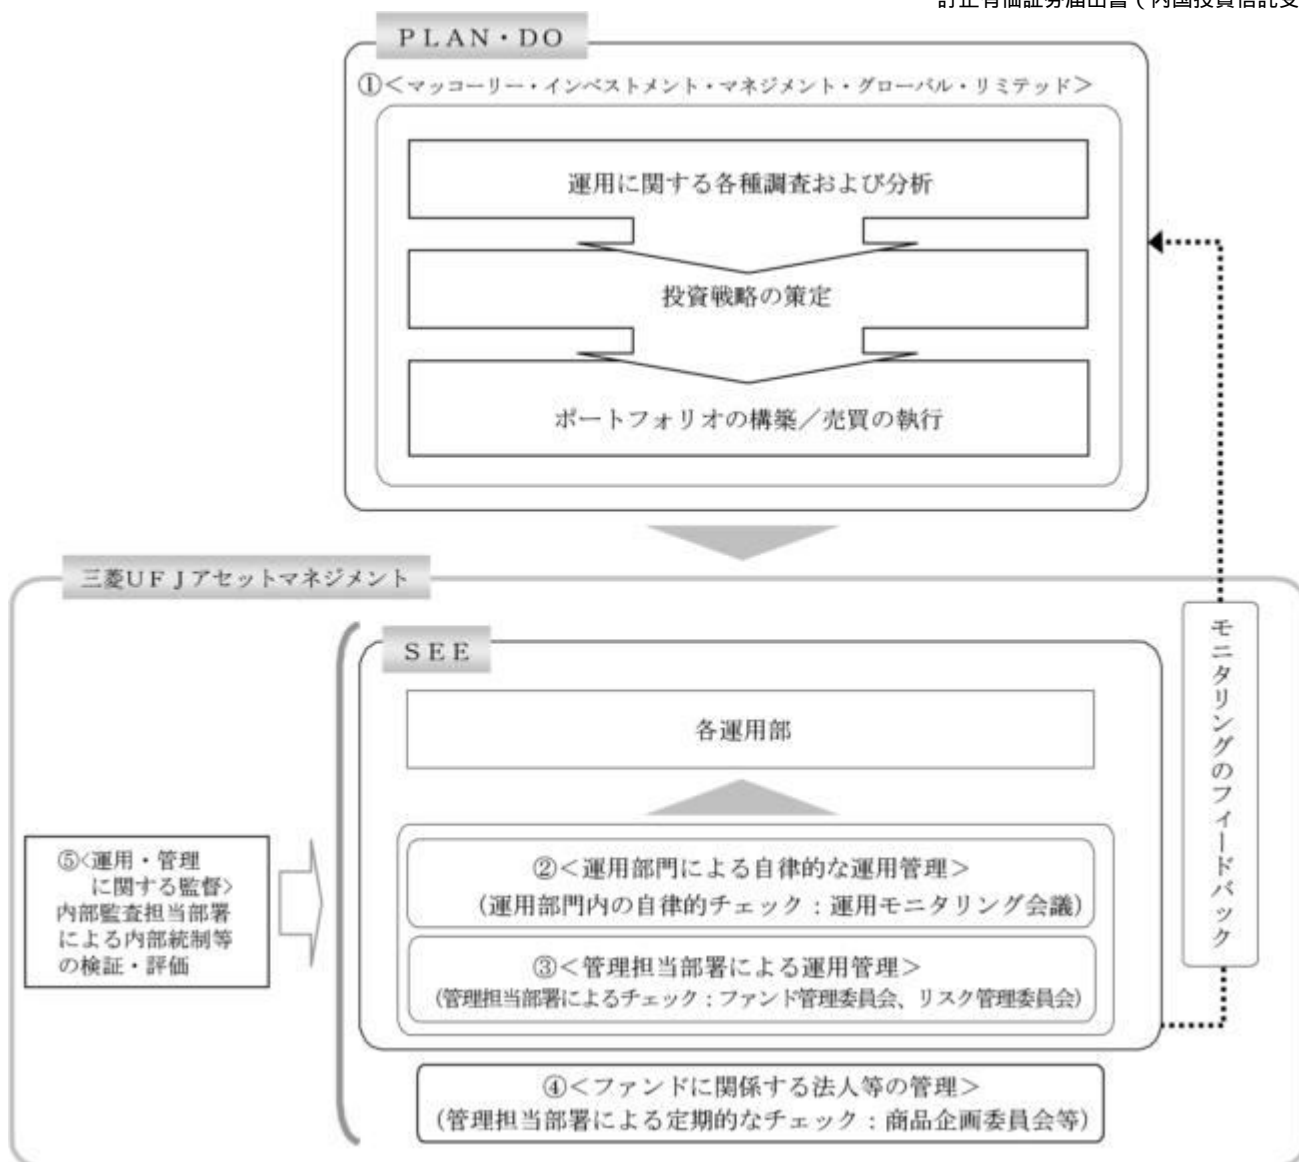 訂正有価証券届出書(内国投資信託受
PLAN・DO
①＜マッコーリー・インベストメント・マネジメント・グローバル・リミテッド＞
運用に関する各種調査および分析
投資戦略の策定
ポートフォリオの構築／売買の執行
三菱UFJアセットマネジメント
SEE
各運用部
モニタリングのフィードバック
②＜運用部門による自律的な運用管理＞
(運用部門内の自律的チェック：運用モニタリング会議)
③＜管理担当部署による運用管理＞
(管理担当部署によるチェック：ファンド管理委員会、リスク管理委員会)
④＜ファンドに関係する法人等の管理＞
(管理担当部署による定期的なチェック：商品企画委員会等)
⑤<運用・管理
に関する監督>
内部監査担当部署
による内部統制等
の検証・評価